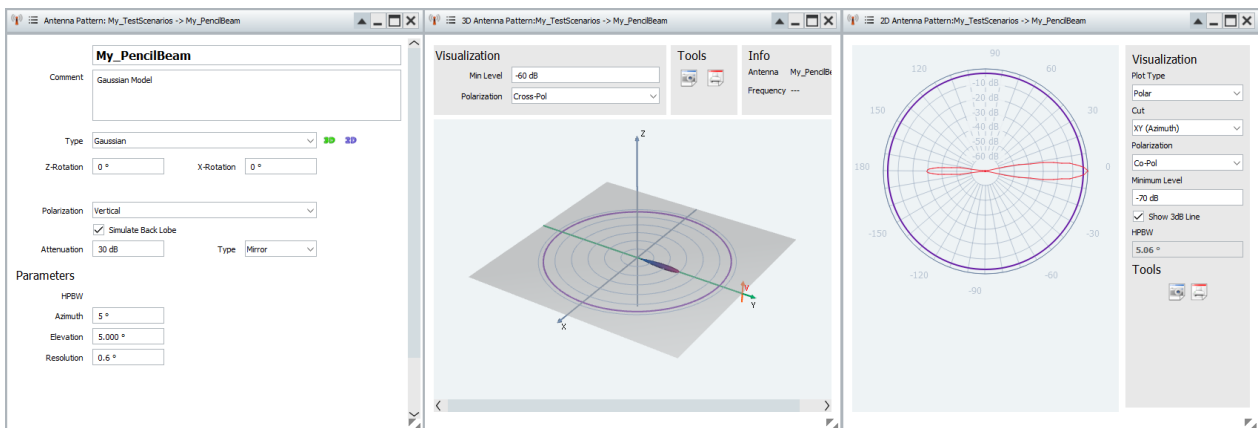 Antenna Pattern: My_TestScenarios -> My_PencilBeam
My_PencilBeam
Comment
Gaussian Model
Type
Gaussian
3D
2D
Z-Rotation
0 °
X-Rotation
0 °
Polarization
Vertical
Simulate Back Lobe
Attenuation
30 dB
Type
Mirror
Parameters
HPBW
Azimuth
5 °
Elevation
5.000 °
Resolution
0.6 °
3D Antenna Pattern:My_TestScenarios -> My_PencilBeam
Visualization
Min Level
-60 dB
Polarization
Cross-Pol
Tools
Info
Antenna
My_PencilBe
Frequency
---
Z
V
Y
X
2D Antenna Pattern:My_TestScenarios -> My_PencilBeam
90
120
60
-10 dB
-20 dB
150
30
-30 dB
-40 dB
-50 dB
-60 dB
180
0
-150
-30
-120
-60
-90
Visualization
Plot Type
Polar
Cut
XY (Azimuth)
Polarization
Co-Pol
Minimum Level
-70 dB
Show 3dB Line
HPBW
5.06 °
Tools